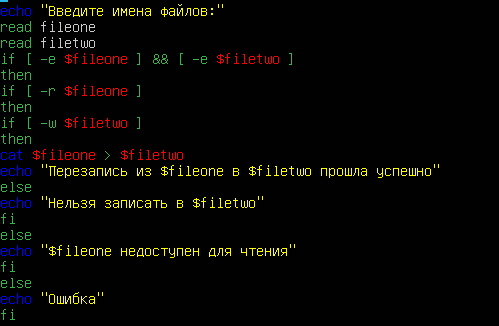 echo "Введите имена файлов:"
read fileone
read filetwo
if [ -e $fileone ] && [ -e $filetwo ]
then
if [ -r $fileone ]
then
if [ -w $filetwo ]
then
cat $fileone > $filetwo
echo "Перезапись из $fileone в $filetwo прошла успешно"
else
echo "Нельзя записать в $filetwo"
fi
else
echo "$fileone недоступен для чтения"
fi
else
echo "Ошибка"
fi